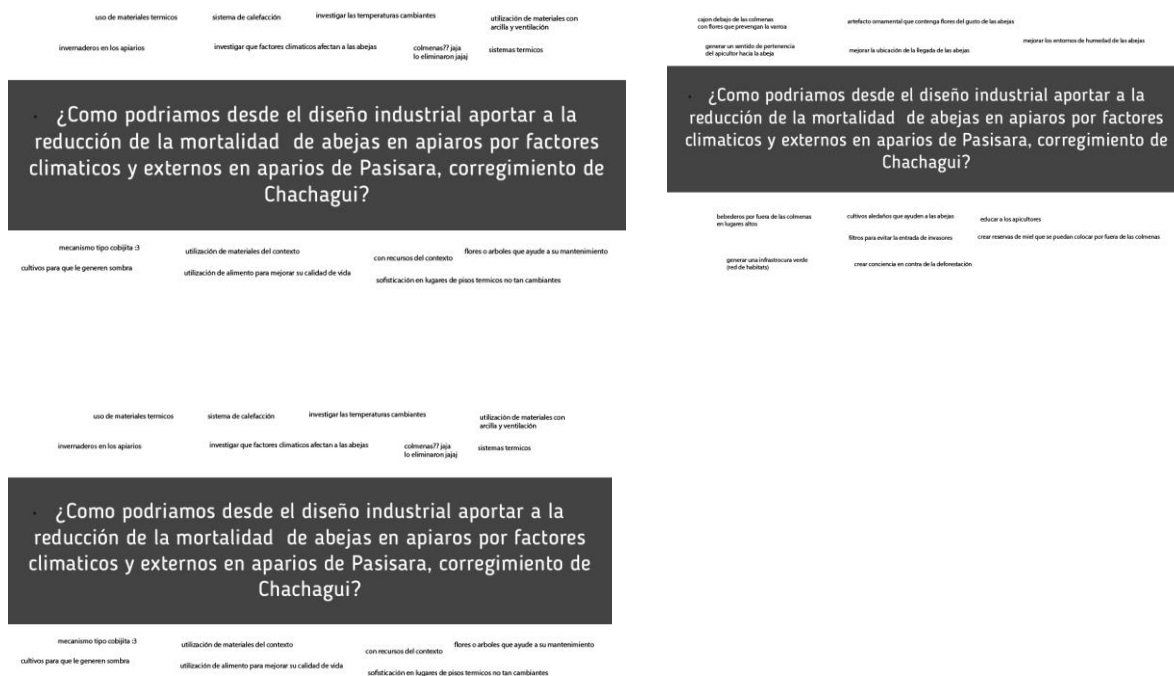 uso de materiales termicos
sistema de calefacción
investigar las temperaturas cambiantes
utilización de materiales con
arcilla y ventilación
invernaderos en los apiarios
investigar que factores climaticos afectan a las abejas
colmenas?? jaja
lo eliminaron jajaj
sistemas termicos
¿Como podriamos desde el diseño industrial aportar a la
reducción de la mortalidad de abejas en apiaros por factores
climaticos y externos en aparios de Pasisara, corregimiento de
Chachagui?
mecanismo tipo cobijita :3
utilización de materiales del contexto
con recursos del contexto
flores o arboles que ayude a su mantenimiento
cultivos para que le generen sombra
utilización de alimento para mejorar su calidad de vida
sofisticación en lugares de pisos termicos no tan cambiantes
cajon debajo de las colmenas
con flores que prevengan la varroa
artefacto ornamental que contenga flores del gusto de las abejas
generar un sentido de pertenencia
del apicultor hacia la abeja
mejorar la ubicación de la llegada de las abejas
mejorar los entornos de humedad de las abejas
¿Como podriamos desde el diseño industrial aportar a la
reducción de la mortalidad de abejas en apiaros por factores
climaticos y externos en aparios de Pasisara, corregimiento de
Chachagui?
bebederos por fuera de las colmenas
en lugares altos
cultivos aledaños que ayuden a las abejas
educar a los apicultores
filtros para evitar la entrada de invasores
crear reservas de miel que se puedan colocar por fuera de las colmenas
generar una infrastrocura verde
(red de habitats)
crear conciencia en contra de la deforestación
uso de materiales termicos
sistema de calefacción
investigar las temperaturas cambiantes
utilización de materiales con
arcilla y ventilación
invernaderos en los apiarios
investigar que factores climaticos afectan a las abejas
colmenas?? jaja
lo eliminaron jajaj
sistemas termicos
¿Como podriamos desde el diseño industrial aportar a la
reducción de la mortalidad de abejas en apiaros por factores
climaticos y externos en aparios de Pasisara, corregimiento de
Chachagui?
mecanismo tipo cobijita :3
utilización de materiales del contexto
con recursos del contexto
flores o arboles que ayude a su mantenimiento
cultivos para que le generen sombra
utilización de alimento para mejorar su calidad de vida
sofisticación en lugares de pisos termicos no tan cambiantes